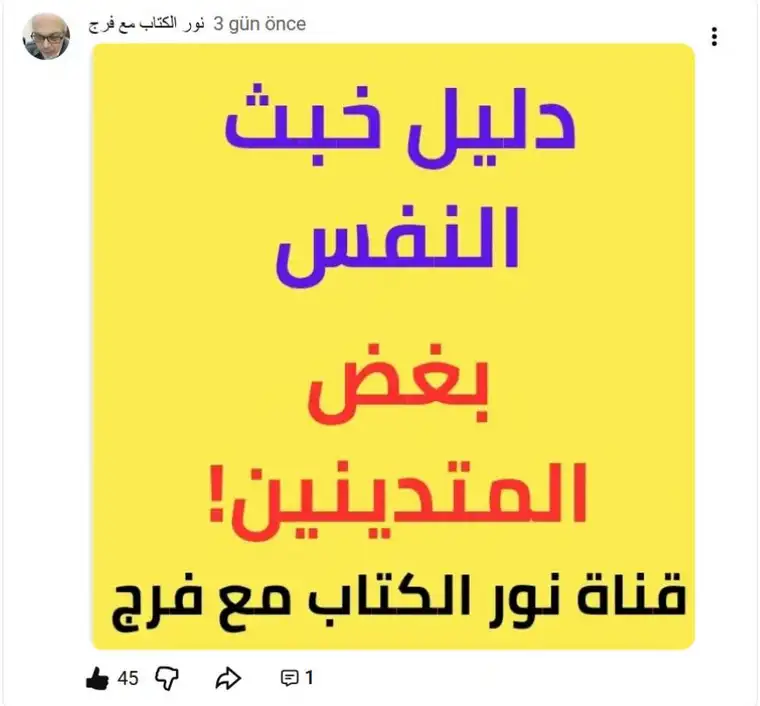 نور الكتاب مع فرج 3 gün önce
دليل خبث
النفس
بغض
المتدينين!
قناة نور الكتاب مع فرج
45 1